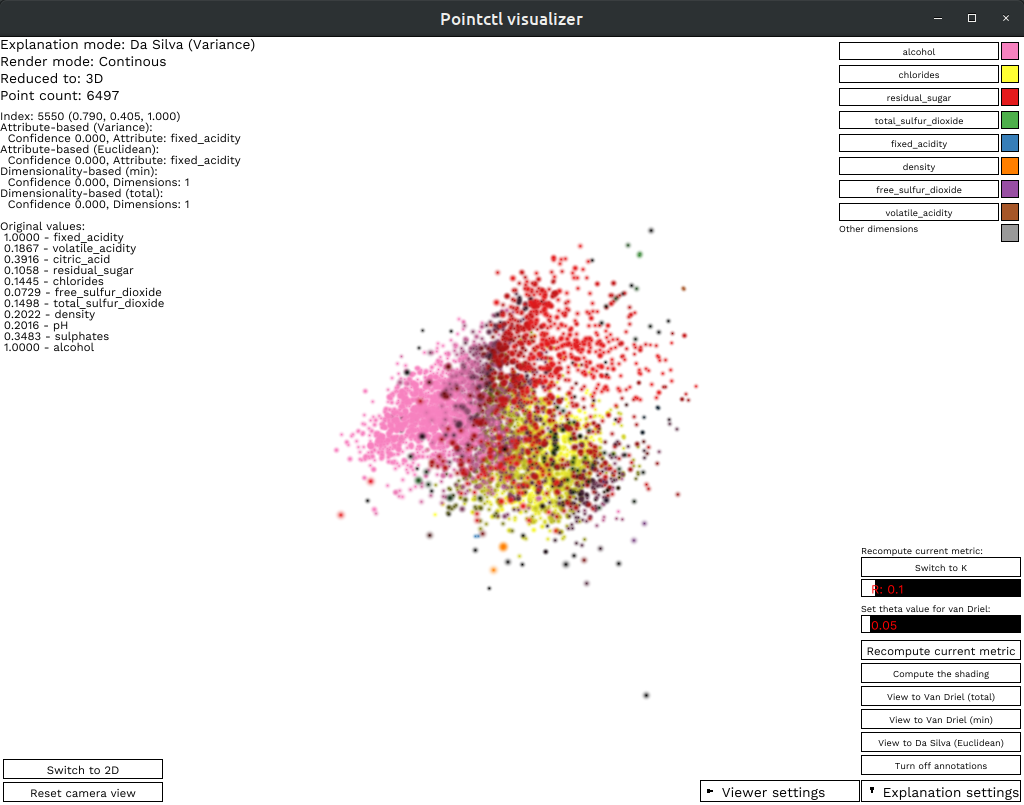 Pointctl visualizer
Explanation mode: Da Silva (Variance)
Render mode: Continous
Reduced to: 3D
Point count: 6497
Index: 5550 (0.790, 0.405, 1.000)
Attribute-based (Variance):
Confidence 0.000, Attribute: fixed_acidity
Attribute-based (Euclidean):
Confidence 0.000, Attribute: fixed_acidity
Dimensionality-based (min):
Confidence 0.000, Dimensions: 1
Dimensionality-based (total):
Confidence 0.000, Dimensions: 1
Original values:
1.0000 - fixed_acidity
0.1867 - volatile_acidity
0.3916 - citric_acid
0.1058 - residual_sugar
0.1445 - chlorides
0.0729 - free_sulfur_dioxide
0.1498 - total_sulfur_dioxide
0.2022 - density
0.2016 - pH
0.3483 - sulphates
1.0000 - alcohol
alcohol
chlorides
residual_sugar
total_sulfur_dioxide
fixed_acidity
density
free_sulfur_dioxide
volatile_acidity
Other dimensions
Recompute current metric:
Switch to K
R: 0.1
Set theta value for van Driel:
0.05
Recompute current metric
Compute the shading
View to Van Driel (total)
View to Van Driel (min)
View to Da Silva (Euclidean)
Turn off annotations
Switch to 2D
Reset camera view
Viewer settings
Explanation settings